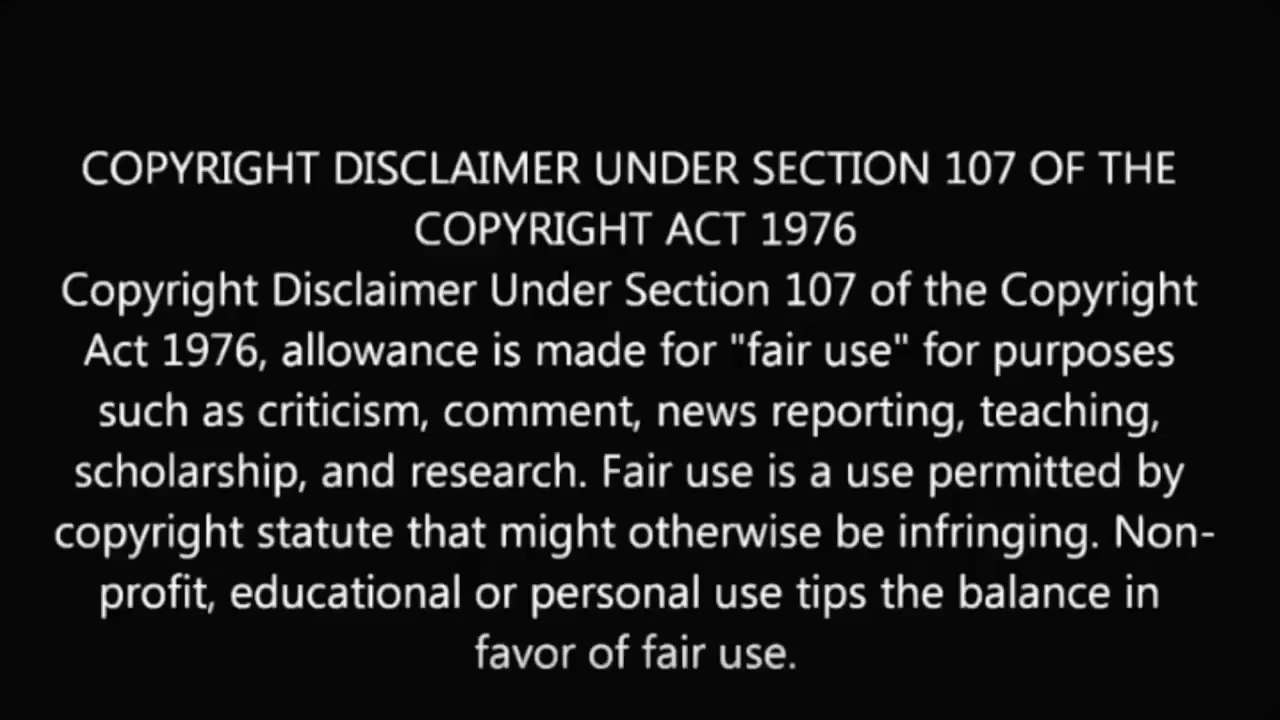 COPYRIGHT DISCLAIMER UNDER SECTION 107 OF THE
COPYRIGHT ACT 1976
Copyright Disclaimer Under Section 107 of the Copyright
Act 1976, allowance is made for "fair use" for purposes
such as criticism, comment, news reporting, teaching,
scholarship, and research. Fair use is a use permitted by
copyright statute that might otherwise be infringing. Non-
profit, educational or personal use tips the balance in
favor of fair use.